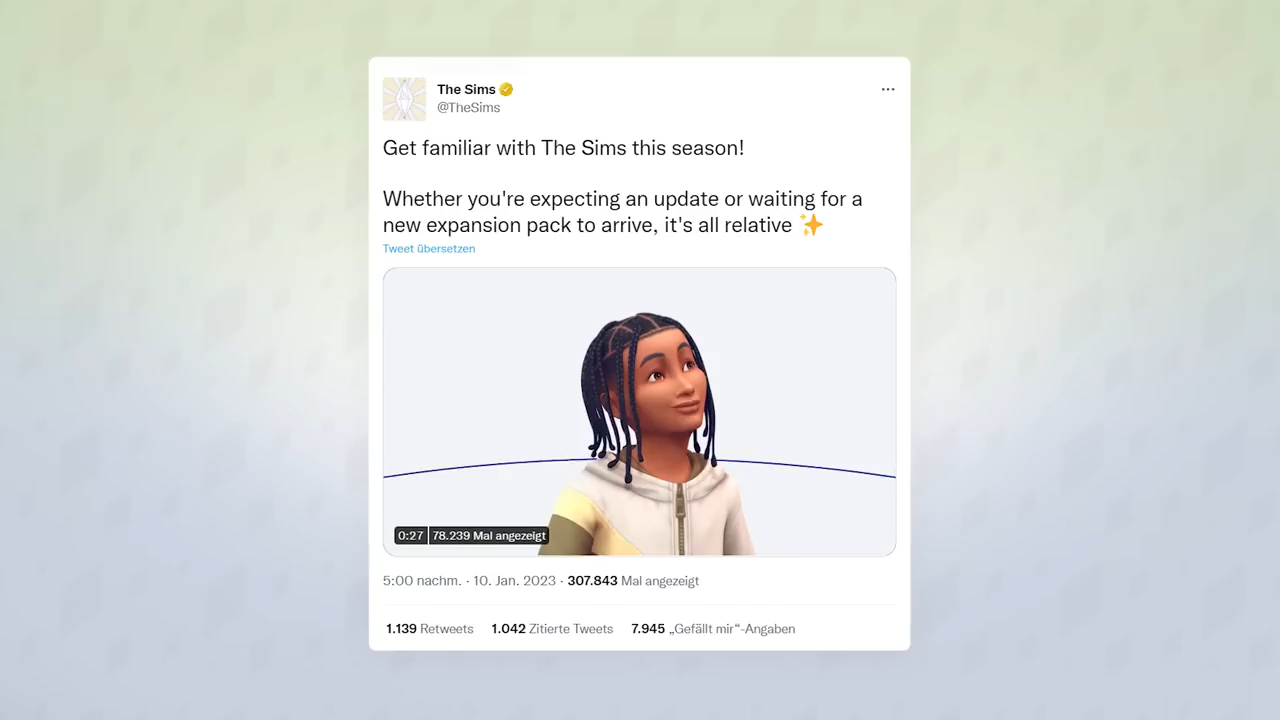 The Sims
@TheSims
Get familiar with The Sims this season!
Whether you're expecting an update or waiting for a
new expansion pack to arrive, it's all relative ✨
Tweet übersetzen
0:27 78.239 Mal angezeigt
5:00 nachm. · 10. Jan. 2023 · 307.843 Mal angezeigt
1.139 Retweets 1.042 Zitierte Tweets 7.945 „Gefällt mir“-Angaben